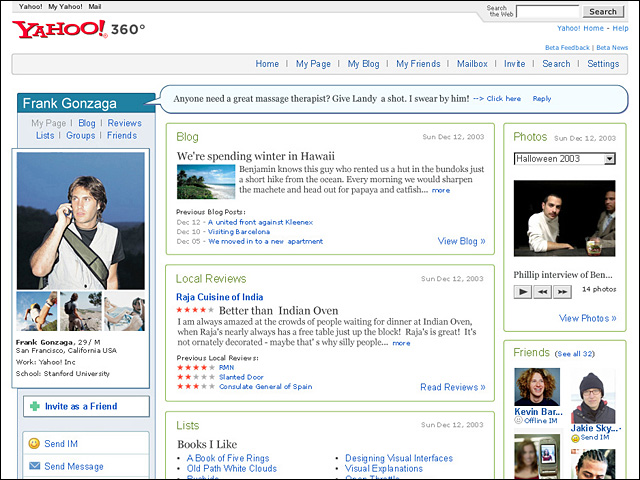 Yahoo! My Yahoo! Mail
Search the Web
Search
YAHOO! 360°
Yahoo! Home - Help
Beta Feedback | Beta News
Home | My Page | My Blog | My Friends | Mailbox | Invite | Search | Settings
Frank Gonzaga
Anyone need a great massage therapist? Give Landy a shot. I swear by him! --> Click here Reply
My Page | Blog | Reviews
Lists | Groups | Friends
Frank Gonzaga, 29/ M
San Francisco, California USA
Work: Yahoo! Inc
School: Stanford University
Invite as a Friend
Send IM
Send Message
Blog
Sun Dec 12, 2003
We're spending winter in Hawaii
Benjamin knows this guy who rented us a hut in the bundoks just
a short hike from the ocean. Every morning we would sharpen
the machete and head out for papaya and catfish... more
Previous Blog Posts:
Dec 12 - A united front against Kleenex
Dec 10 - Visiting Barcelona
Dec 05 - We moved in to a new apartment
View Blog »
Local Reviews
Sun Dec 12, 2003
Raja Cuisine of India
Better than Indian Oven
I am always amazed at the crowds of people waiting for dinner at Indian Oven,
when Raja's nearly always has a free table just up the block! Raja's is great! It's
not ornately decorated - maybe that's why silly people... more
Previous Local Reviews:
RMN
Slanted Door
Consulate General of Spain
Read Reviews »
Lists
Sun Dec 12, 2003
Books I Like
• A Book of Five Rings
• Old Path White Clouds
• Designing Visual Interfaces
• Visual Explanations
Photos
Sun Dec 12, 2003
Halloween 2003
Phillip interview of Ben...
14 photos
View Photos »
Friends (See all 32)
Kevin Bar...
Offline IM
Jakie Sky...
Send IM